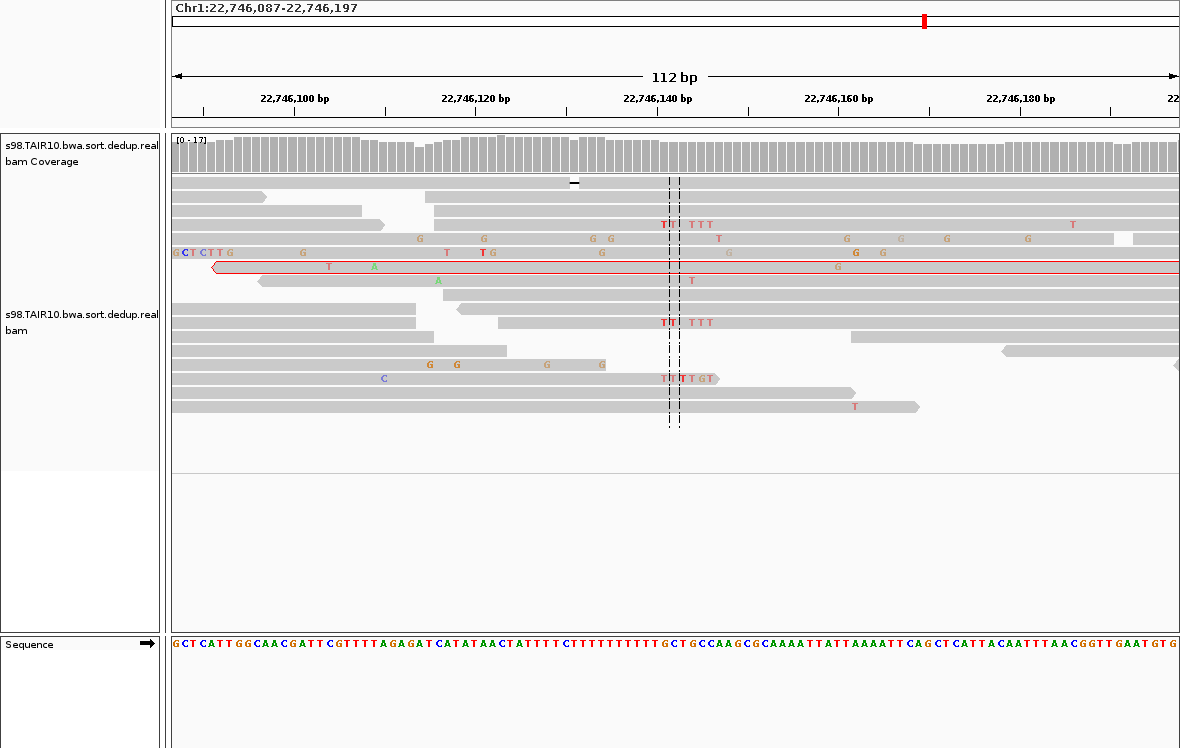 Chr1:22,746,087-22,746,197
112 bp
22,746,100 bp 22,746,120 bp 22,746,140 bp 22,746,160 bp 22,746,180 bp 22
s98.TAIR10.bwa.sort.dedup.real
bam Coverage
[0 - 17]
T T T T T T
G G G G T G G G G
G C T C T T G G T T G G G G G
T A G
A T
s98.TAIR10.bwa.sort.dedup.real
bam
T T T T T
G G G G
C T T T T G T
T
Sequence
GCTCATTGGCAACGATTCGTTTTAGAGATCATATAACTATTTTCTTTTTTTTTTGCTGCCAAGCGCAAAATTATTAAAATTCAGCTCATTACAATTTAACGGTTGAATGTG